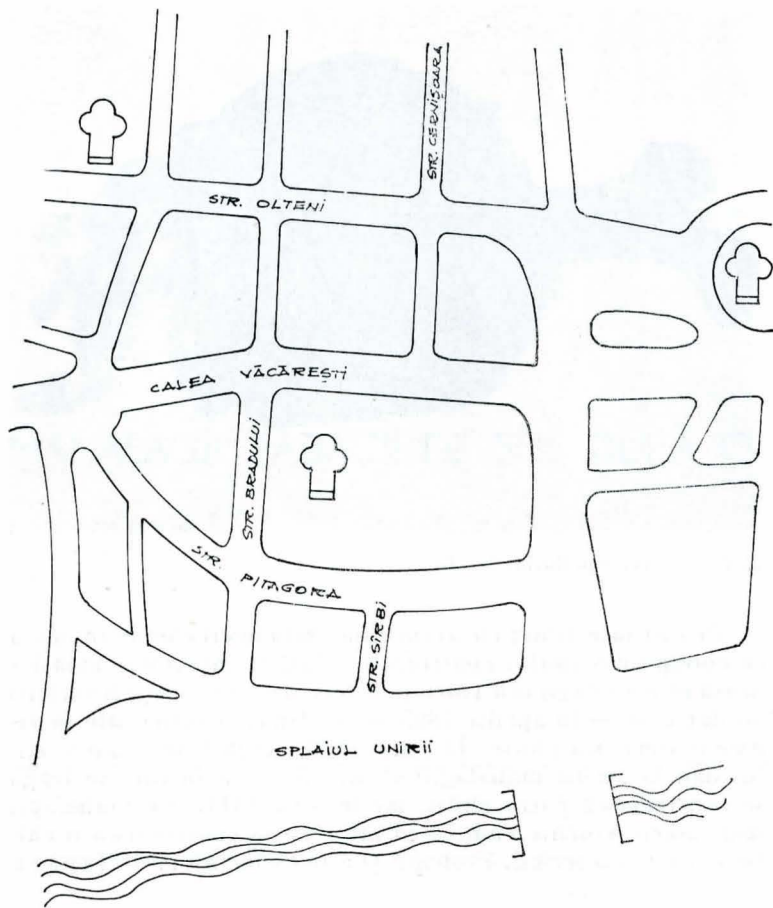 STR. CERNIȘOARA
STR. OLTENI
CALEA VĂCĂREȘTI
STR. BRADULUI
STR. PITAGORA
STR. SÎRBI
SPLAIUL UNIRII